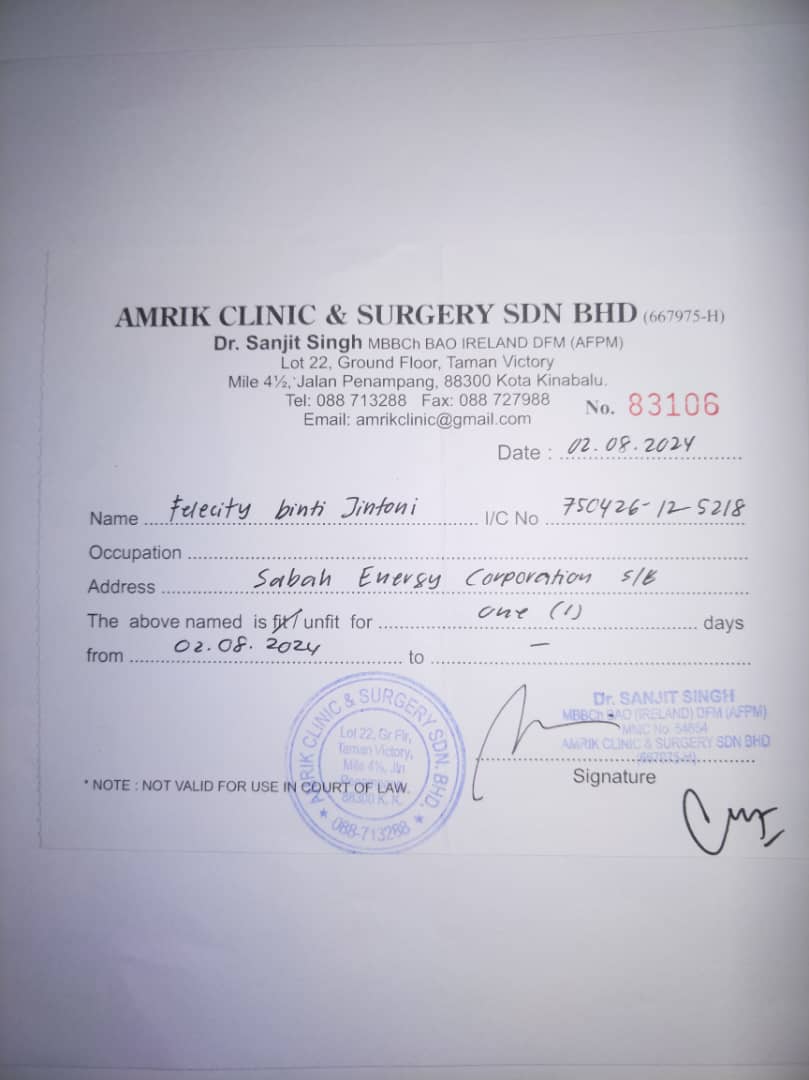 AMRIK CLINIC & SURGERY SDN BHD (667975-H)
Dr. Sanjit Singh MBBCh BAO IRELAND DFM (AFPM)
Lot 22, Ground Floor, Taman Victory
Mile 4½, Jalan Penampang, 88300 Kota Kinabalu.
Tel: 088 713288 Fax: 088 727988
Email: amrikclinic@gmail.com
No. 83106
Date : 02.08.2024
Name Felecity binti Jintoni I/C No 750426-12-5218
Occupation
Address Sabah Energy Corporation S/B
The above named is fit/unfit for one (1) days
from 02.08.2024 to –
Dr. SANJIT SINGH
MBBCh BAO (IRELAND) DFM (AFPM)
MMC No. 54654
AMRIK CLINIC & SURGERY SDN BHD
(667975-H)
Signature
* NOTE : NOT VALID FOR USE IN COURT OF LAW.
AMRIK CLINIC & SURGERY SDN. BHD.
Lot 22, Gr Flr,
Taman Victory,
Mile 4½, Jln
88300 K. K.
088-713288